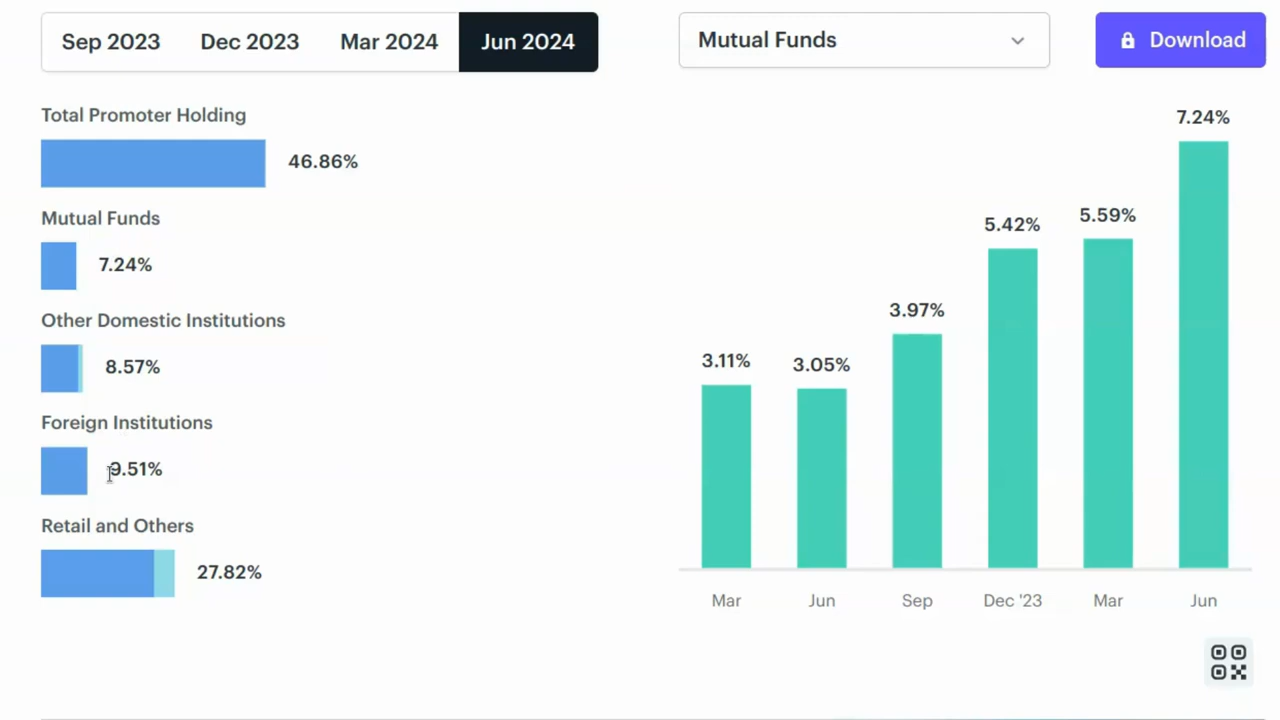 Sep 2023 Dec 2023 Mar 2024 Jun 2024
Mutual Funds
Download
Total Promoter Holding
46.86%
Mutual Funds
7.24%
Other Domestic Institutions
8.57%
Foreign Institutions
9.51%
Retail and Others
27.82%
3.11%
3.05%
3.97%
5.42%
5.59%
7.24%
Mar Jun Sep Dec '23 Mar Jun